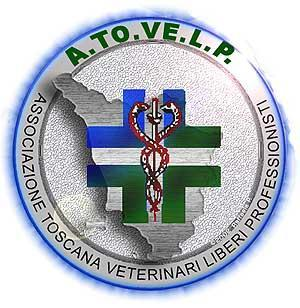 A.TO.VE.L.P.
ASSOCIAZIONE TOSCANA VETERINARI LIBERI PROFESSIONISTI